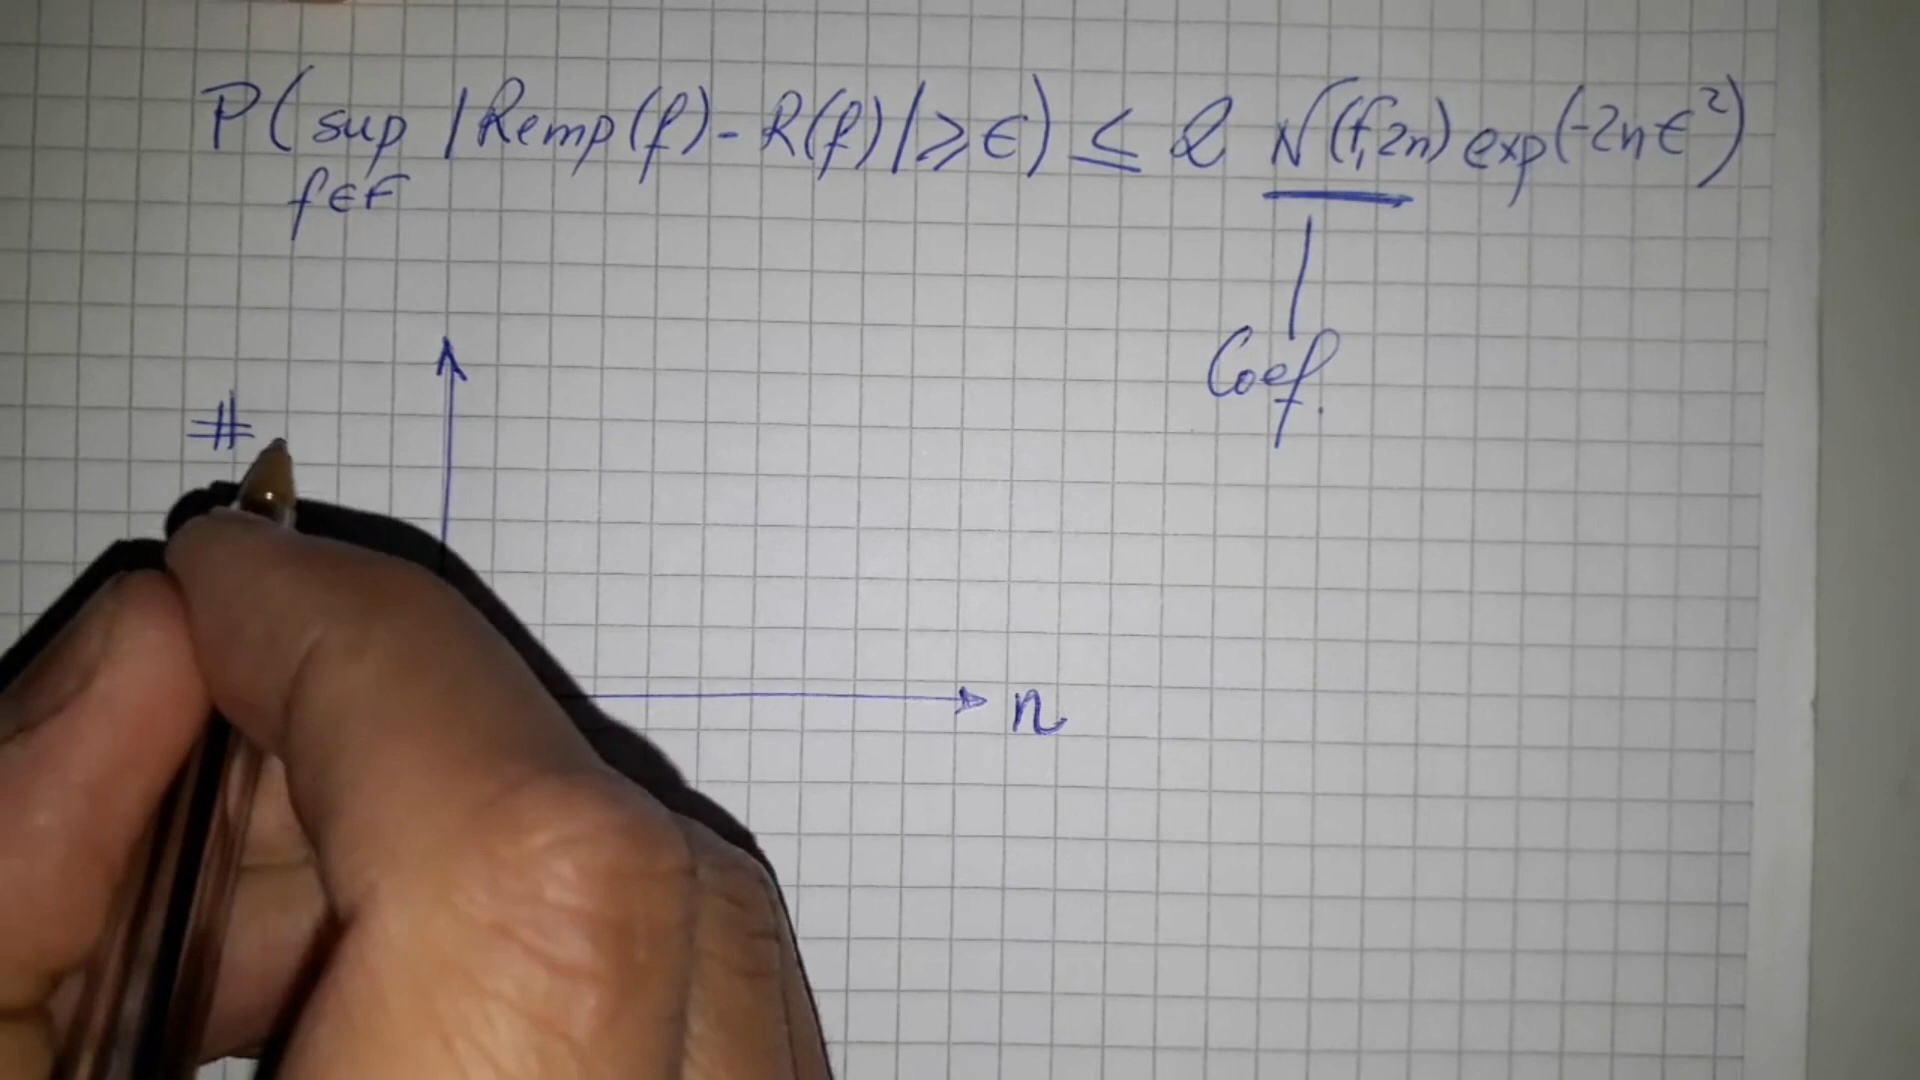 P(sup |Remp(f)-R(f)|≥ϵ) ≤ 2 N(F,2n) exp(-2nϵ²)
f∈F
Coef.
#
n